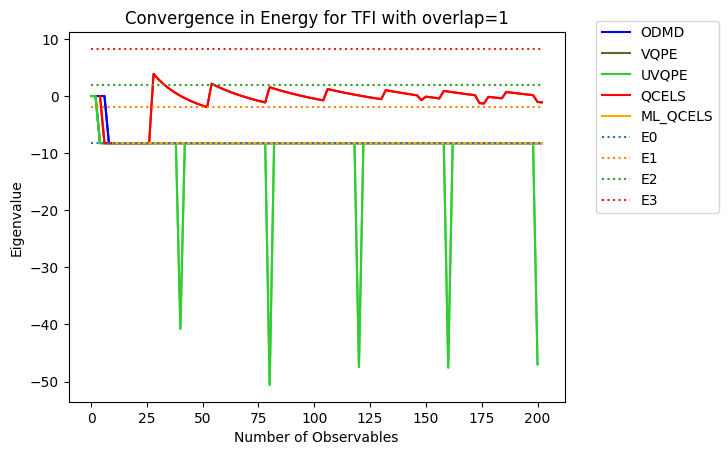 Convergence in Energy for TFI with overlap=1
10
0
−10
−20
−30
−40
−50
Eigenvalue
0
25
50
75
100
125
150
175
200
Number of Observables
ODMD
VQPE
UVQPE
QCELS
ML_QCELS
E0
E1
E2
E3